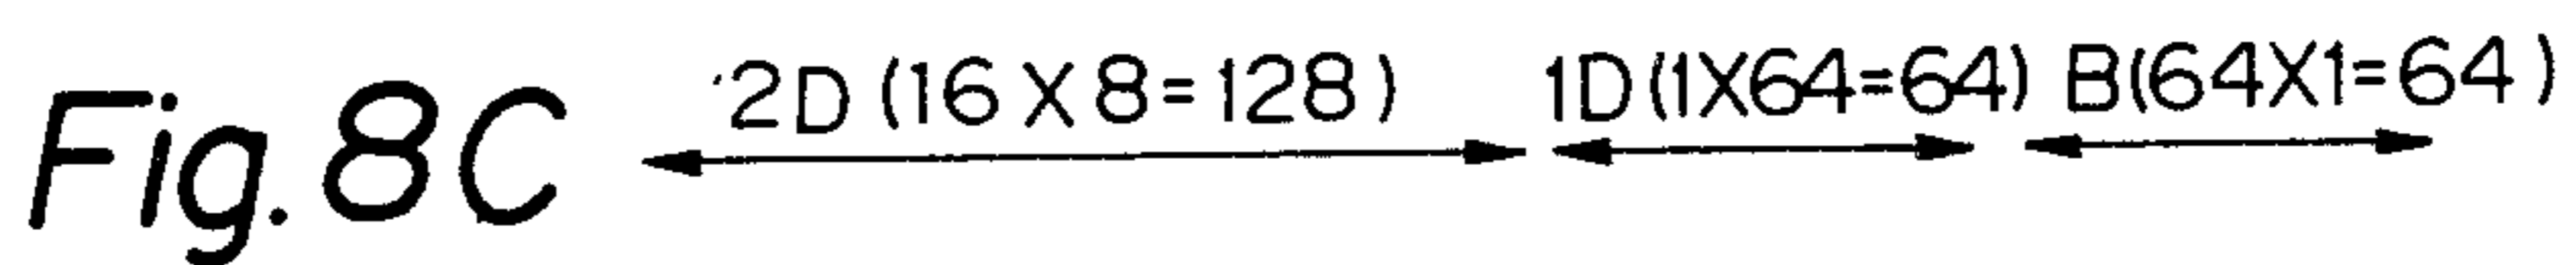 Fig. 8C 2D (16 X 8=128) 1D(1X64=64) B(64X1=64)